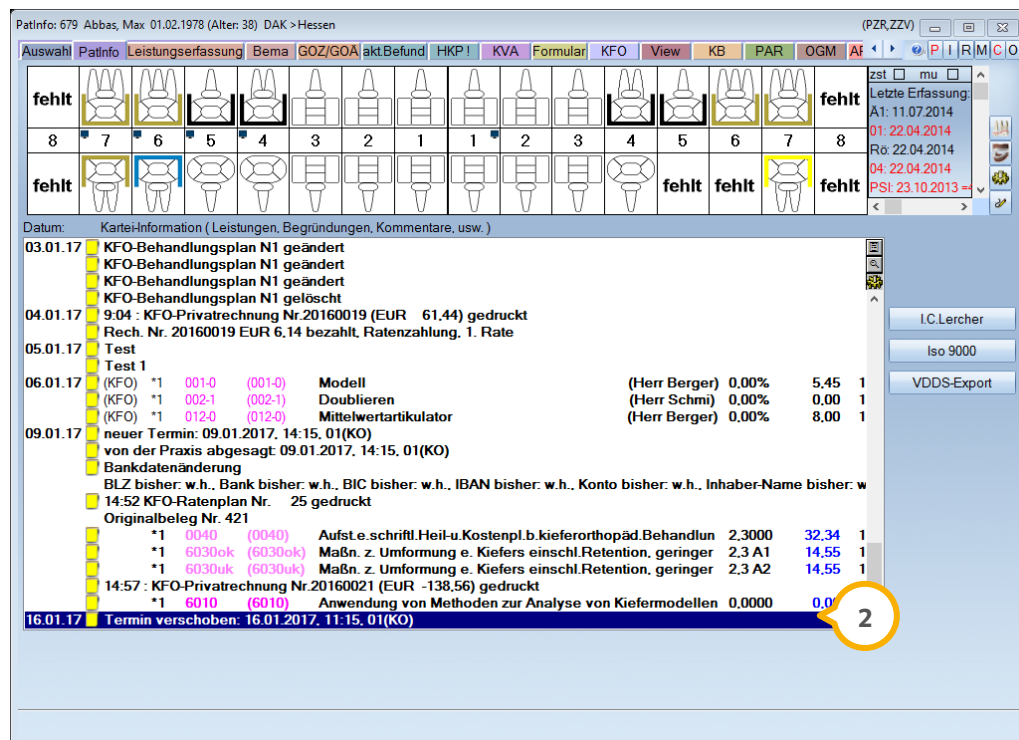 PatInfo: 679 Abbas, Max 01.02.1978 (Alter: 38) DAK > Hessen (PZR,ZZV)
Auswahl PatInfo Leistungserfassung Bema GOZ/GOÄ akt.Befund HKP ! KVA Formular KFO View KB PAR OGM P I R M C O
fehlt fehlt
8 7 6 5 4 3 2 1 1 2 3 4 5 6 7 8
fehlt fehlt fehlt fehlt
zst mu
Letzte Erfassung:
Ä1: 11.07.2014
01: 22.04.2014
Rö: 22.04.2014
04: 22.04.2014
PSI: 23.10.2013
Datum: Kartei-Information ( Leistungen, Begründungen, Kommentare, usw. )
03.01.17 KFO-Behandlungsplan N1 geändert
KFO-Behandlungsplan N1 geändert
KFO-Behandlungsplan N1 geändert
KFO-Behandlungsplan N1 gelöscht
04.01.17 9:04 : KFO-Privatrechnung Nr.20160019 (EUR 61,44) gedruckt
Rech. Nr. 20160019 EUR 6,14 bezahlt, Ratenzahlung, 1. Rate
05.01.17 Test
Test 1
06.01.17 (KFO) *1 001-0 (001-0) Modell (Herr Berger) 0,00% 5,45 1
(KFO) *1 002-1 (002-1) Doublieren (Herr Schmi) 0,00% 0,00 1
(KFO) *1 012-0 (012-0) Mittelwertartikulator (Herr Berger) 0,00% 8,00 1
09.01.17 neuer Termin: 09.01.2017, 14:15, 01(KO)
von der Praxis abgesagt: 09.01.2017, 14:15, 01(KO)
Bankdatenänderung
BLZ bisher: w.h., Bank bisher: w.h., BIC bisher: w.h., IBAN bisher: w.h., Konto bisher: w.h., Inhaber-Name bisher: w
14:52 KFO-Ratenplan Nr. 25 gedruckt
Originalbeleg Nr. 421
*1 0040 (0040) Aufst.e.schriftl.Heil-u.Kostenpl.b.kieferorthopäd.Behandlun 2,3000 32,34 1
*1 6030ok (6030ok) Maßn. z. Umformung e. Kiefers einschl.Retention, geringer 2,3 A1 14,55 1
*1 6030uk (6030uk) Maßn. z. Umformung e. Kiefers einschl.Retention, geringer 2,3 A2 14,55 1
14:57 : KFO-Privatrechnung Nr.20160021 (EUR -138,56) gedruckt
*1 6010 (6010) Anwendung von Methoden zur Analyse von Kiefermodellen 0,0000
16.01.17 Termin verschoben: 16.01.2017, 11:15, 01(KO)
2
I.C.Lercher
Iso 9000
VDDS-Export